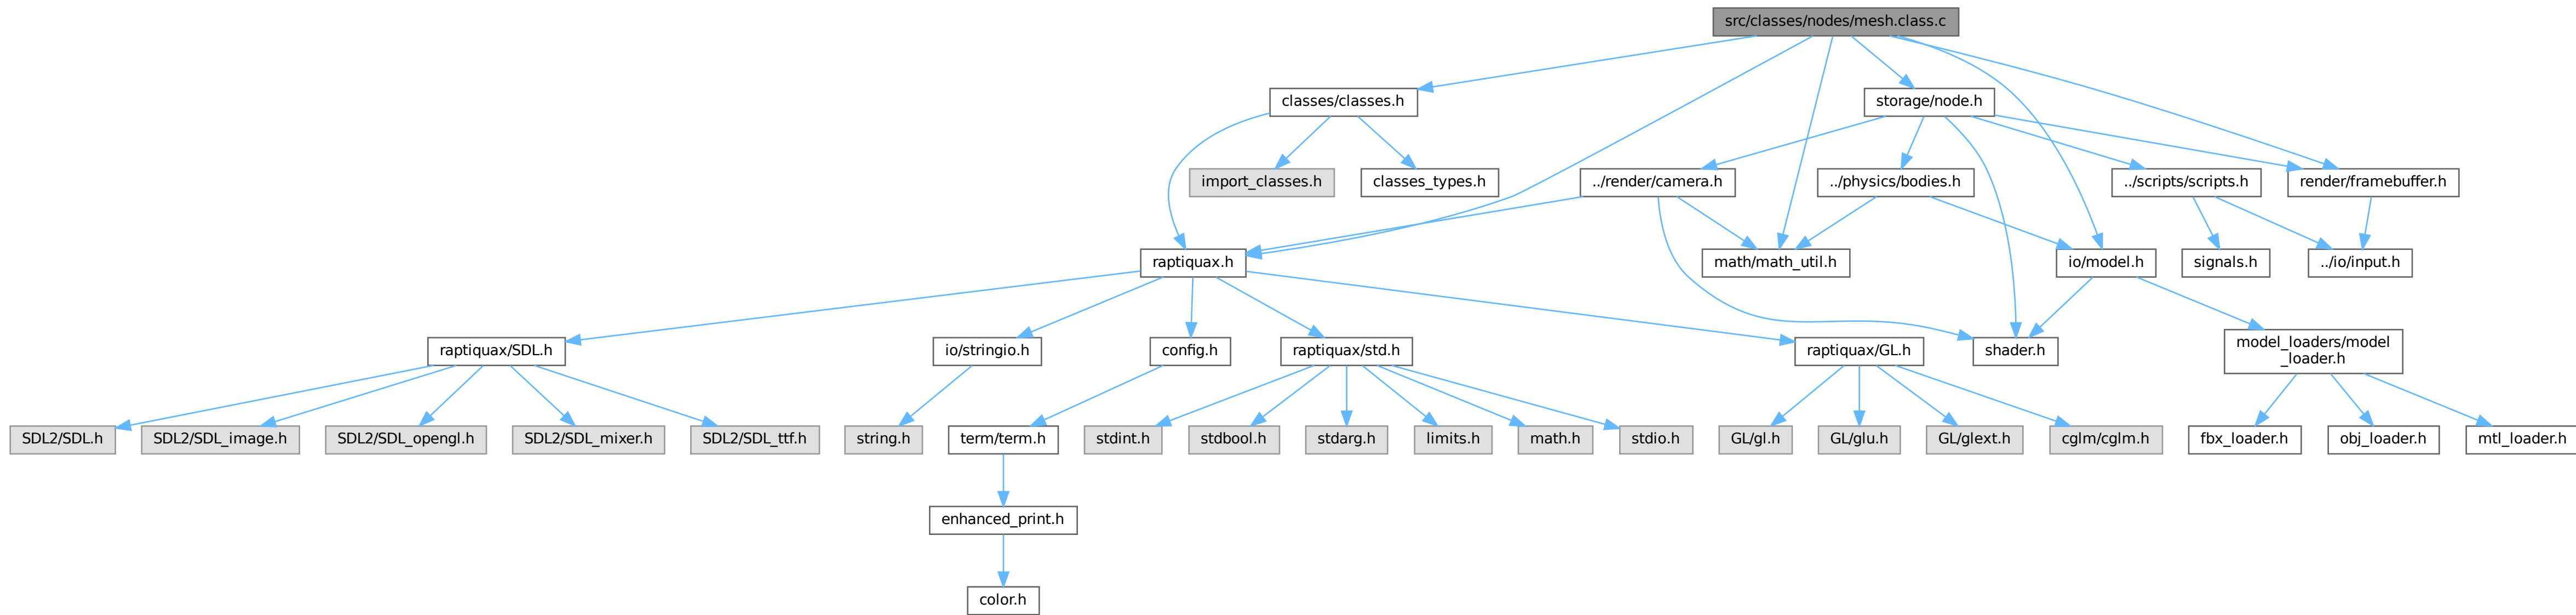 src/classes/nodes/mesh.class.c
classes/classes.h
storage/node.h
import_classes.h
classes_types.h
../render/camera.h
../physics/bodies.h
../scripts/scripts.h
render/framebuffer.h
raptiquax.h
math/math_util.h
io/model.h
signals.h
../io/input.h
raptiquax/SDL.h
io/stringio.h
config.h
raptiquax/std.h
raptiquax/GL.h
shader.h
model_loaders/model
_loader.h
SDL2/SDL.h
SDL2/SDL_image.h
SDL2/SDL_opengl.h
SDL2/SDL_mixer.h
SDL2/SDL_ttf.h
string.h
term/term.h
stdint.h
stdbool.h
stdarg.h
limits.h
math.h
stdio.h
GL/gl.h
GL/glu.h
GL/glext.h
cglm/cglm.h
fbx_loader.h
obj_loader.h
mtl_loader.h
enhanced_print.h
color.h